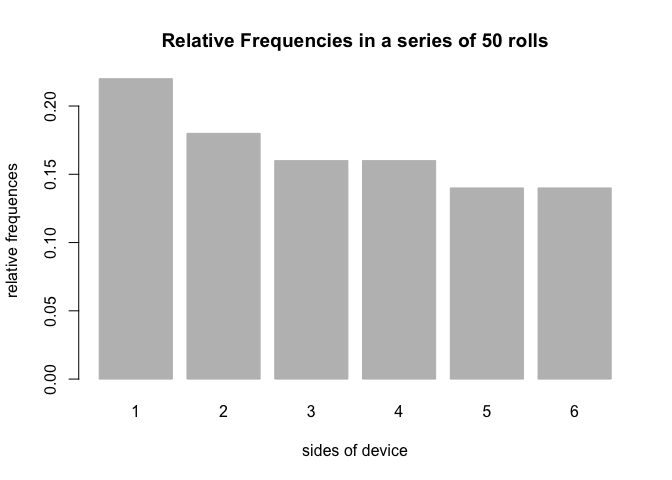 Relative Frequencies in a series of 50 rolls
relative frequences
0.20
0.15
0.10
0.05
0.00
1 2 3 4 5 6
sides of device